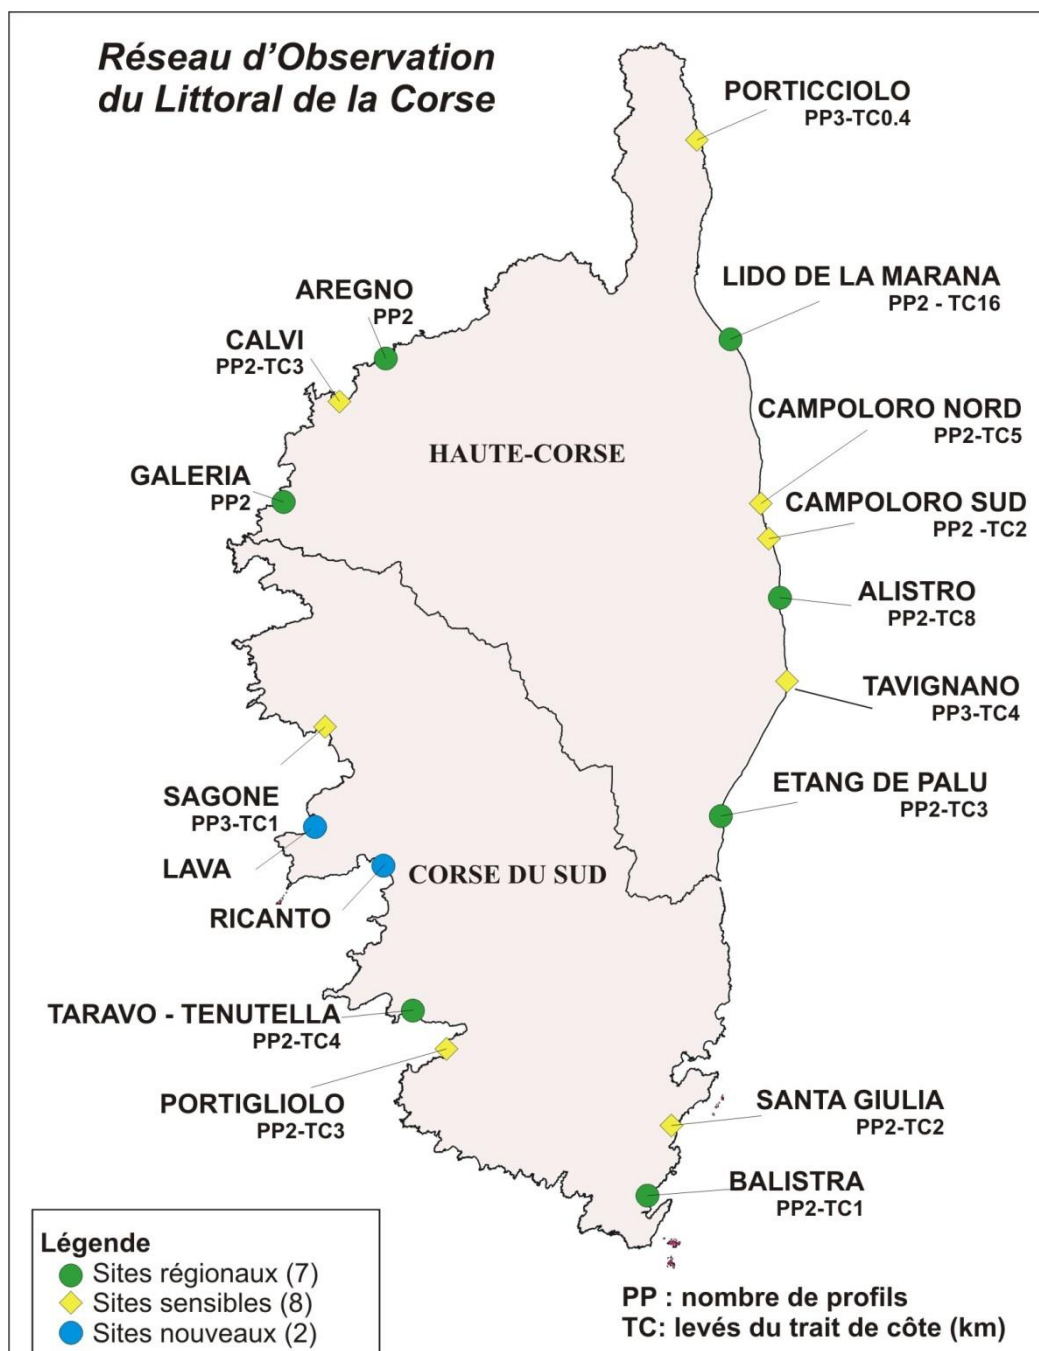 Réseau d'Observation
du Littoral de la Corse
PORTICCIOLO
PP3-TC0.4
LIDO DE LA MARANA
PP2 - TC16
AREGNO
PP2
CALVI
PP2-TC3
CAMPOLORO NORD
PP2-TC5
HAUTE-CORSE
GALERIA
PP2
CAMPOLORO SUD
PP2 -TC2
ALISTRO
PP2-TC8
TAVIGNANO
PP3-TC4
ETANG DE PALU
PP2-TC3
SAGONE
PP3-TC1
LAVA
CORSE DU SUD
RICANTO
TARAVO - TENUTELLA
PP2-TC4
PORTIGLIOLO
PP2-TC3
SANTA GIULIA
PP2-TC2
BALISTRA
PP2-TC1
Légende
Sites régionaux (7)
Sites sensibles (8)
Sites nouveaux (2)
PP : nombre de profils
TC: levés du trait de côte (km)